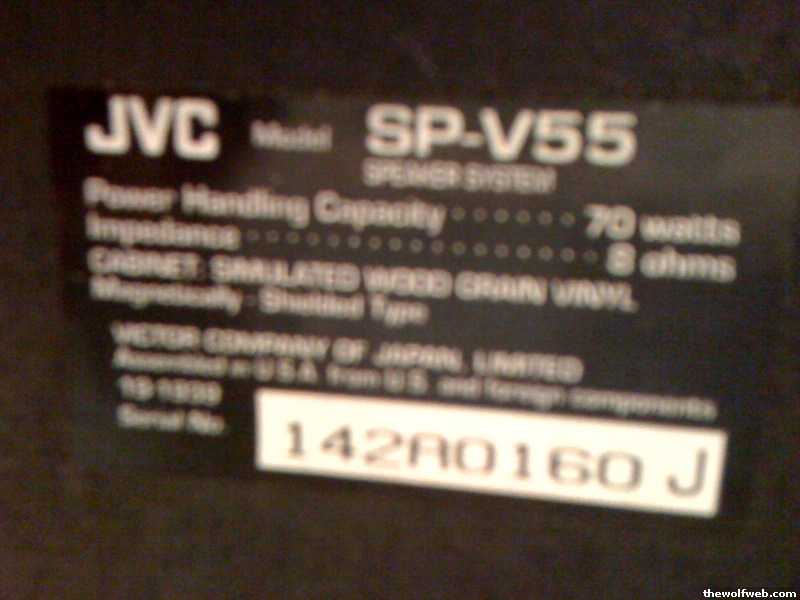 JVC Model SP-V55
SPEAKER SYSTEM
Power Handling Capacity ······ 70 watts
Impedance ·················· 8 ohms
CABINET: SIMULATED WOOD GRAIN VINYL
Magnetically - Shielded Type
VICTOR COMPANY OF JAPAN, LIMITED
Assembled in U.S.A. from U.S. and foreign components
Serial No. 142A0160 J
thewolfweb.com